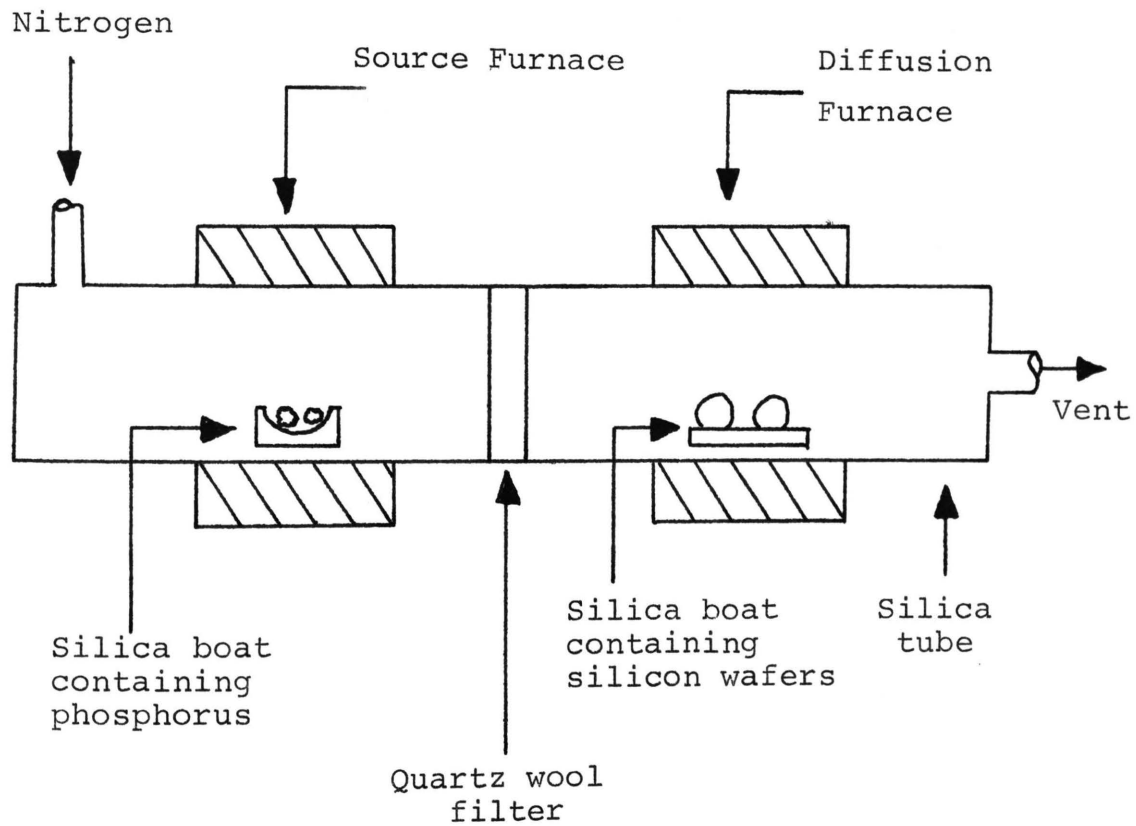 Nitrogen
Source Furnace
Diffusion
Furnace
Vent
Silica boat
containing
phosphorus
Quartz wool
filter
Silica boat
containing
silicon wafers
Silica
tube